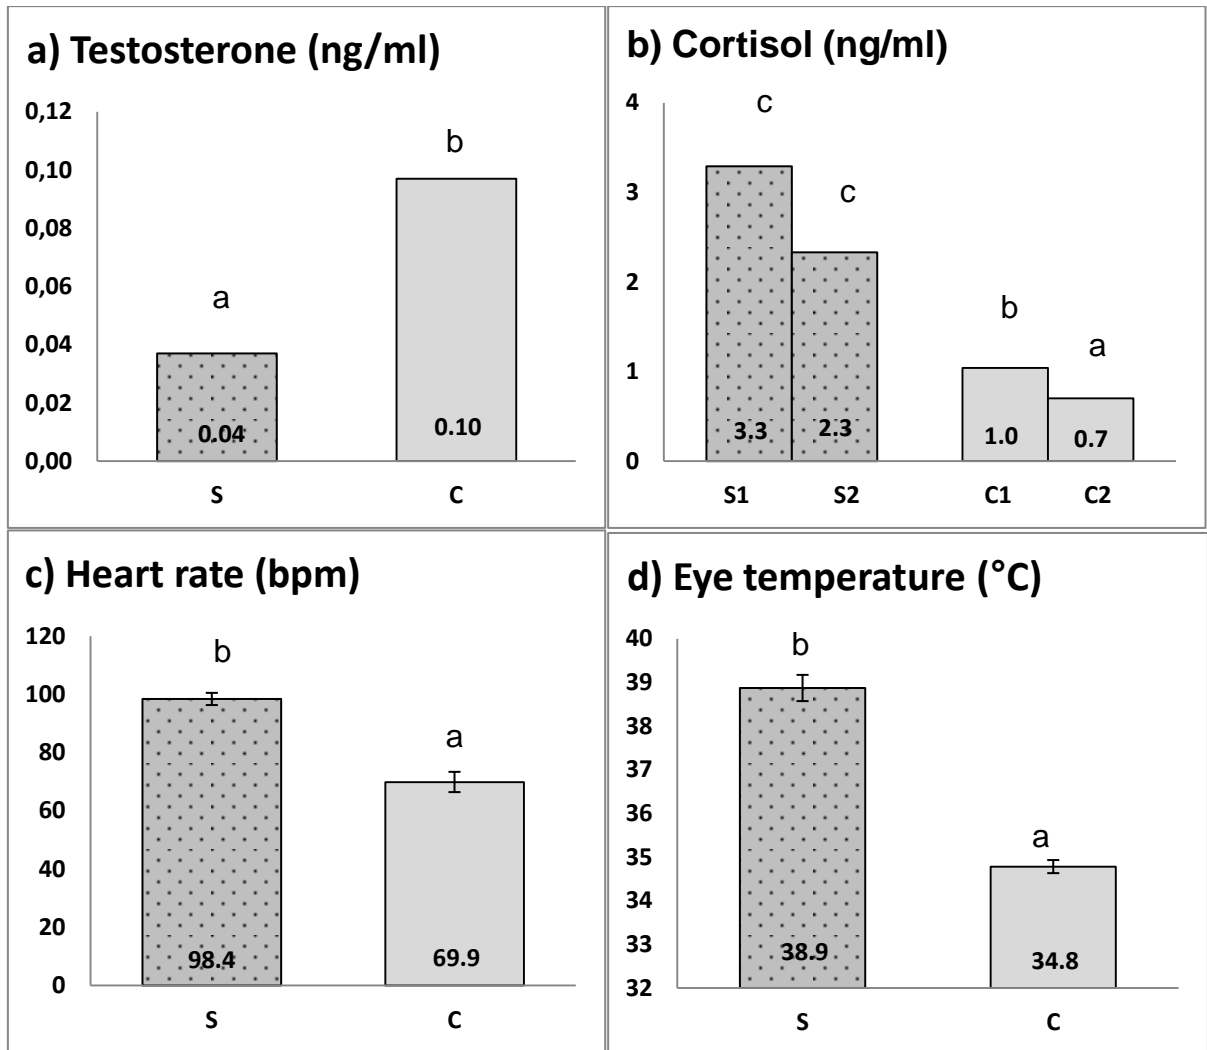 a) Testosterone (ng/ml)
0,12
0,10
0,08
0,06
0,04
0,02
0,00
a
b
0.04
0.10
S
C
b) Cortisol (ng/ml)
4
3
2
1
0
c
c
b
a
3.3
2.3
1.0
0.7
S1
S2
C1
C2
c) Heart rate (bpm)
120
100
80
60
40
20
0
b
a
98.4
69.9
S
C
d) Eye temperature (°C)
40
39
38
37
36
35
34
33
32
b
a
38.9
34.8
S
C